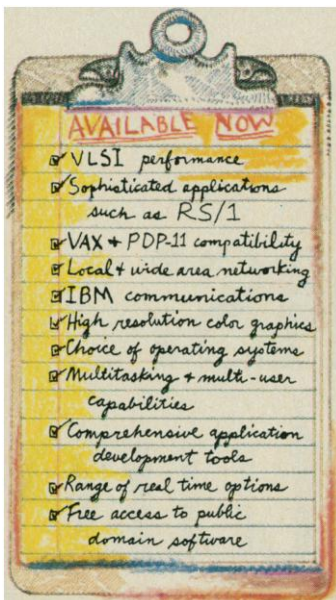 AVAILABLE NOW
VLSI performance
Sophisticated applications
such as RS/1
VAX + PDP-11 compatibility
Local + wide area networking
IBM communications
High resolution color graphics
Choice of operating systems
Multitasking + multi-user
capabilities
Comprehensive application
development tools
Range of real time options
Free access to public
domain software